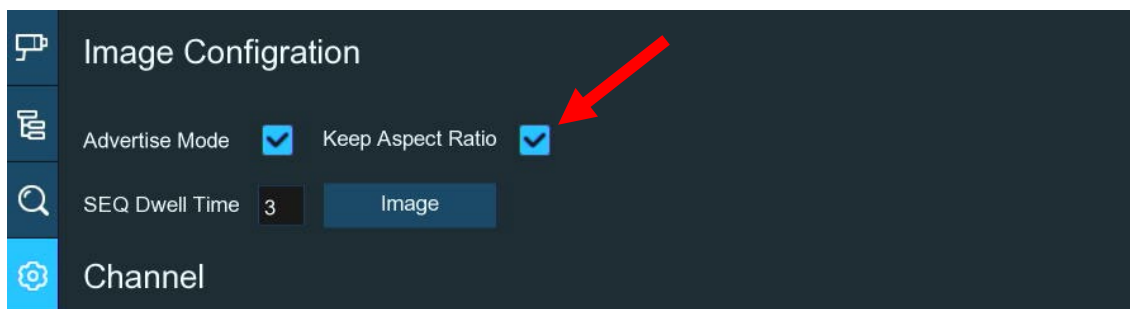 Image Configration
Advertise Mode Keep Aspect Ratio
SEQ Dwell Time 3 Image
Channel